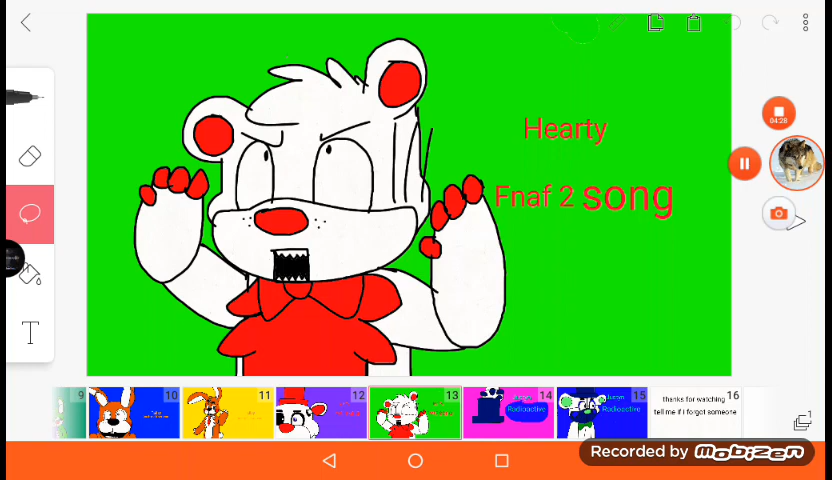 04:28
Hearty
Fnaf 2 song
T
9
10
11
12
13
14
Radioactive
15
Radioactive
16
thanks for watching
tell me if i forgot someone
Recorded by mobizen